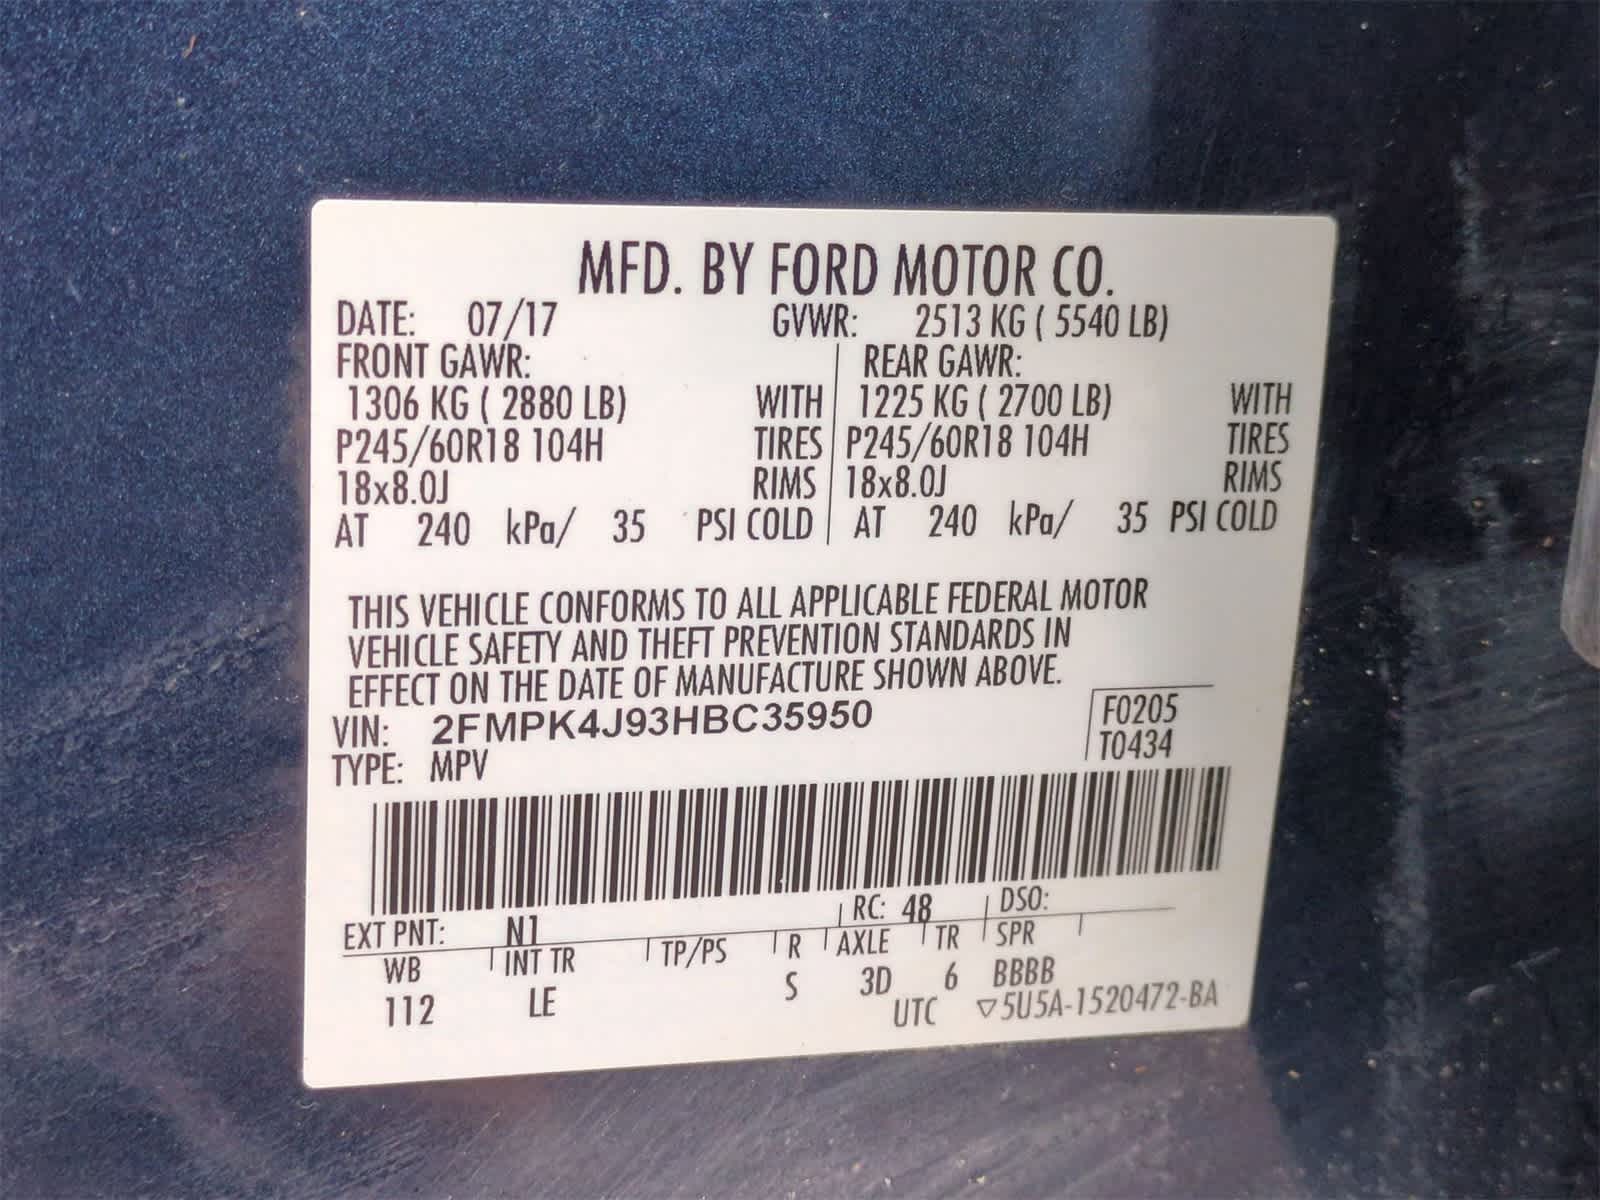 MFD. BY FORD MOTOR CO.
DATE: 07/17 GVWR: 2513 KG ( 5540 LB)
FRONT GAWR: REAR GAWR:
1306 KG ( 2880 LB) WITH 1225 KG ( 2700 LB) WITH
P245/60R18 104H TIRES P245/60R18 104H TIRES
18x8.0J RIMS 18x8.0J RIMS
AT 240 kPa/ 35 PSI COLD AT 240 kPa/ 35 PSI COLD
THIS VEHICLE CONFORMS TO ALL APPLICABLE FEDERAL MOTOR
VEHICLE SAFETY AND THEFT PREVENTION STANDARDS IN
EFFECT ON THE DATE OF MANUFACTURE SHOWN ABOVE.
VIN: 2FMPK4J93HBC35950 F0205
TYPE: MPV T0434
EXT PNT: N1 RC: 48 DSO:
WB INT TR TP/PS R AXLE TR SPR
112 LE S 3D 6 BBBB
UTC ▽5U5A-1520472-BA